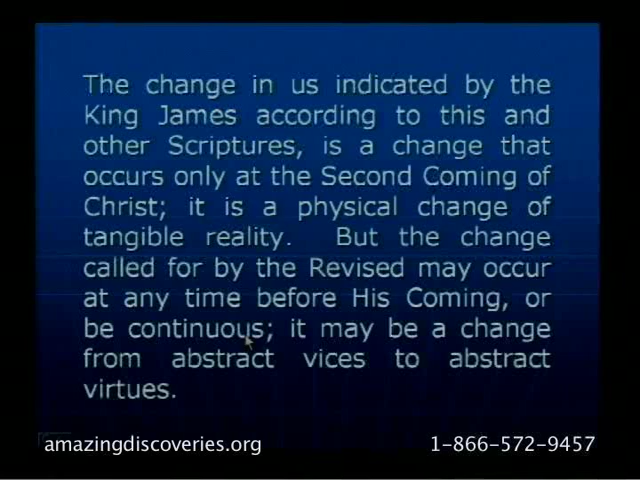 The change in us indicated by the
King James according to this and
other Scriptures, is a change that
occurs only at the Second Coming of
Christ; it is a physical change of
tangible reality. But the change
called for by the Revised may occur
at any time before His Coming, or
be continuous; it may be a change
from abstract vices to abstract
virtues.
amazingdiscoveries.org 1-866-572-9457